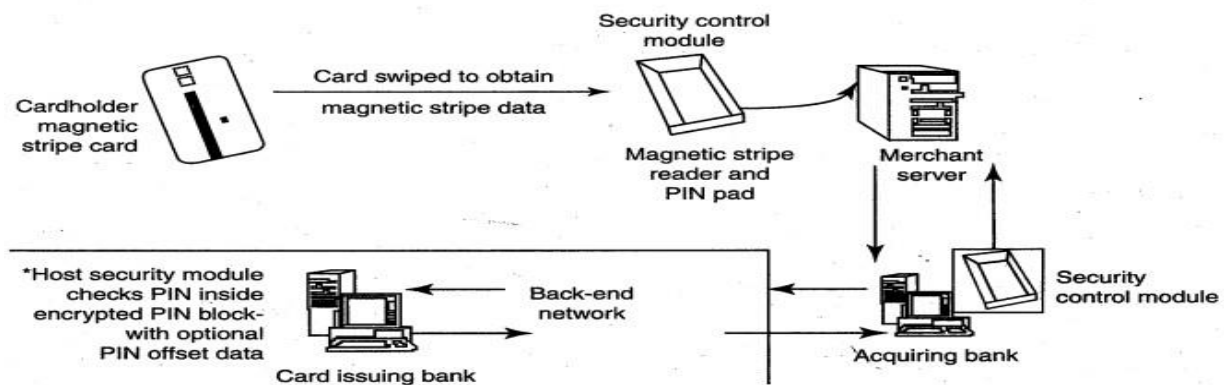 Security control
module
Card swiped to obtain
magnetic stripe data
Cardholder
magnetic
stripe card
Magnetic stripe
reader and
PIN pad
Merchant
server
*Host security module
checks PIN inside
encrypted PIN block-
with optional
PIN offset data
Back-end
network
Security
control module
Card issuing bank
Acquiring bank